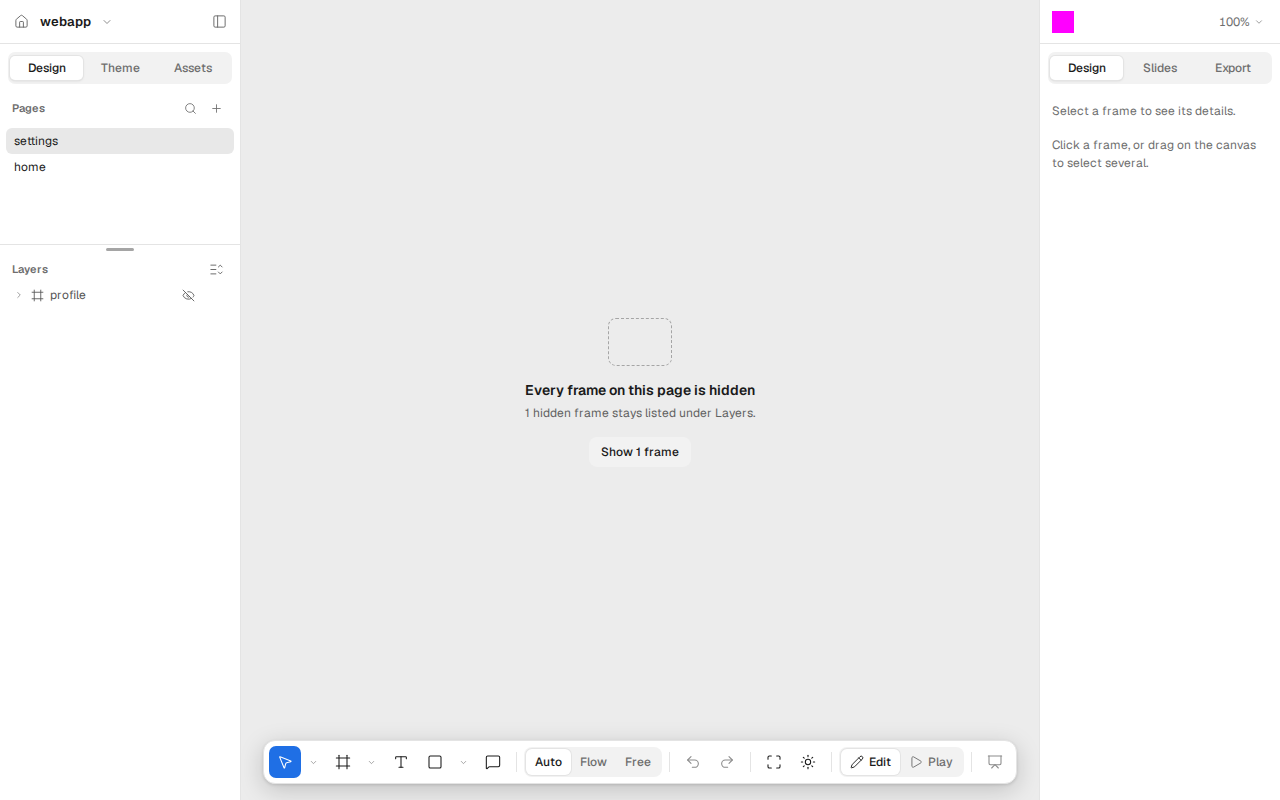 webapp
Design
Theme
Assets
Pages
settings
home
Layers
profile
Every frame on this page is hidden
1 hidden frame stays listed under Layers.
Show 1 frame
Auto
Flow
Free
Edit
Play
100%
Design
Slides
Export
Select a frame to see its details.
Click a frame, or drag on the canvas
to select several.